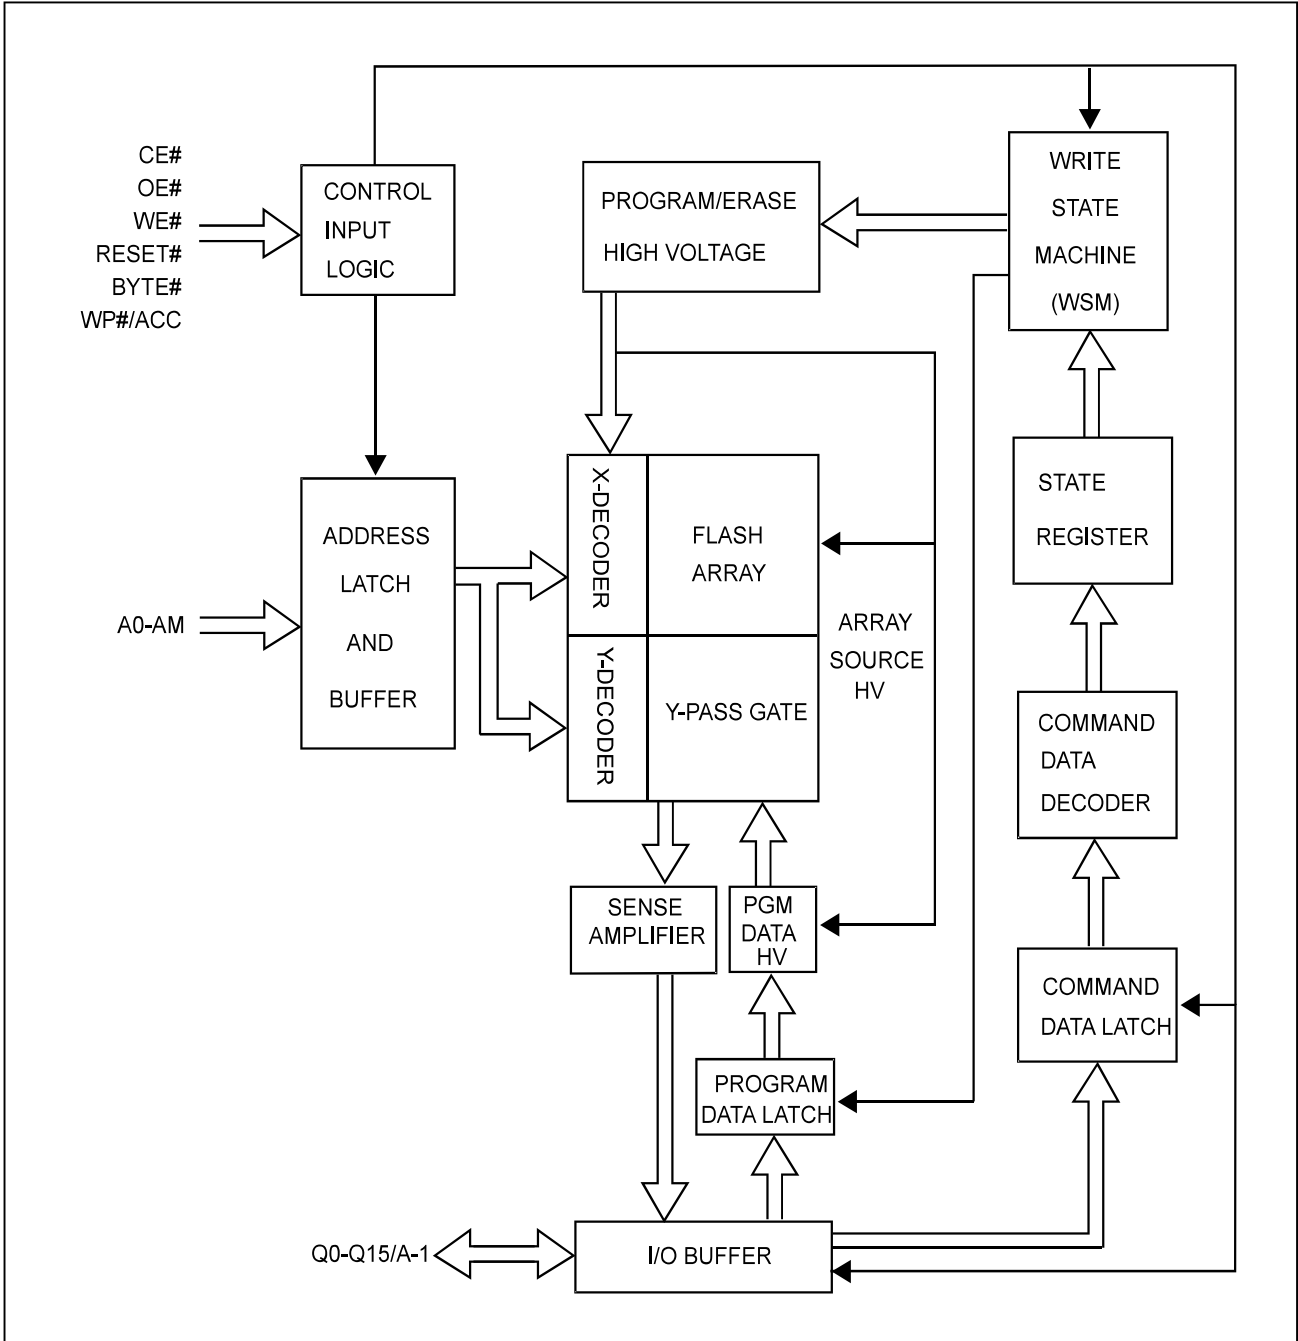 CE#
OE#
WE#
RESET#
BYTE#
WP#/ACC
CONTROL
INPUT
LOGIC
PROGRAM/ERASE
HIGH VOLTAGE
WRITE
STATE
MACHINE
(WSM)
A0-AM
ADDRESS
LATCH
AND
BUFFER
X-DECODER
FLASH
ARRAY
Y-DECODER
Y-PASS GATE
ARRAY
SOURCE
HV
STATE
REGISTER
COMMAND
DATA
DECODER
SENSE
AMPLIFIER
PGM
DATA
HV
COMMAND
DATA LATCH
PROGRAM
DATA LATCH
Q0-Q15/A-1
I/O BUFFER